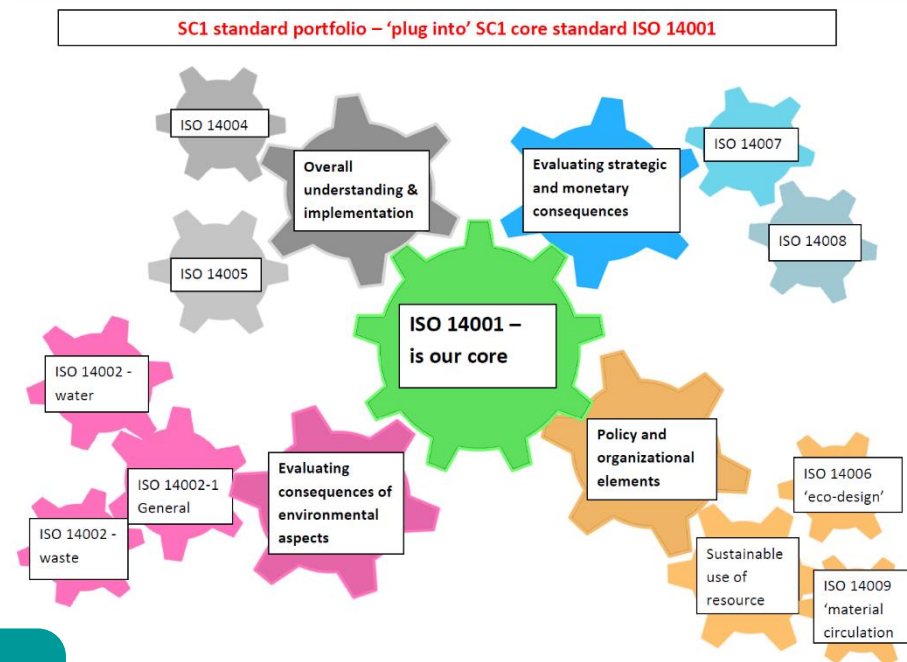 SC1 standard portfolio – ‘plug into’ SC1 core standard ISO 14001
ISO 14004
Overall
understanding &
implementation
ISO 14005
Evaluating strategic
and monetary
consequences
ISO 14007
ISO 14008
ISO 14001 –
is our core
ISO 14002 -
water
ISO 14002-1
General
ISO 14002 -
waste
Evaluating
consequences of
environmental
aspects
Policy and
organizational
elements
ISO 14006
‘eco-design’
Sustainable
use of
resource
ISO 14009
‘material
circulation